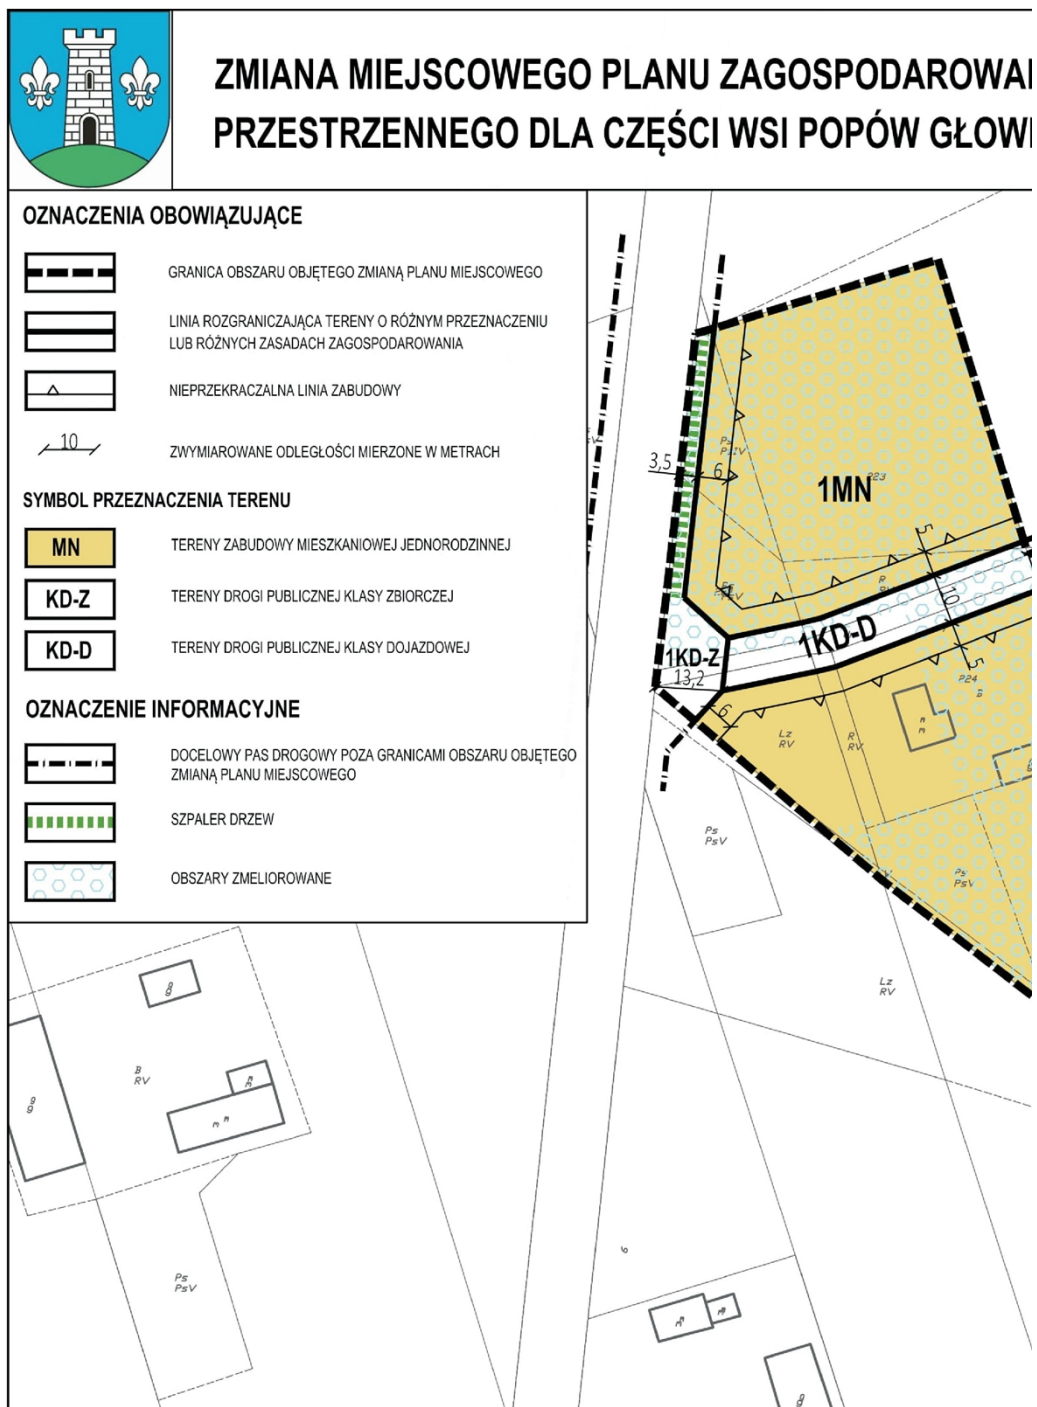 ZMIANA MIEJSCOWEGO PLANU ZAGOSPODAROWA
PRZESTRZENNEGO DLA CZĘŚCI WSI POPÓW GŁOW
OZNACZENIA OBOWIĄZUJĄCE
GRANICA OBSZARU OBJĘTEGO ZMIANĄ PLANU MIEJSCOWEGO
LINIA ROZGRANICZAJĄCA TERENY O RÓŻNYM PRZEZNACZENIU
LUB RÓŻNYCH ZASADACH ZAGOSPODAROWANIA
NIEPRZEKRACZALNA LINIA ZABUDOWY
10
ZWYMIAROWANE ODLEGŁOŚCI MIERZONE W METRACH
SYMBOL PRZEZNACZENIA TERENU
MN
TERENY ZABUDOWY MIESZKANIOWEJ JEDNORODZINNEJ
KD-Z
TERENY DROGI PUBLICZNEJ KLASY ZBIORCZEJ
KD-D
TERENY DROGI PUBLICZNEJ KLASY DOJAZDOWEJ
OZNACZENIE INFORMACYJNE
DOCELOWY PAS DROGOWY POZA GRANICAMI OBSZARU OBJĘTEGO
ZMIANĄ PLANU MIEJSCOWEGO
SZPALER DRZEW
OBSZARY ZMELIOROWANE
3,5
6
1MN
5
10
5
1KD-D
1KD-Z
13,2
6
P24
B
Lz
RV
R
RV
m
Ps
PsV
Ps
PsV
Lz
RV
g
B
RV
g
m
m
Ps
PsV
6
m
m
g